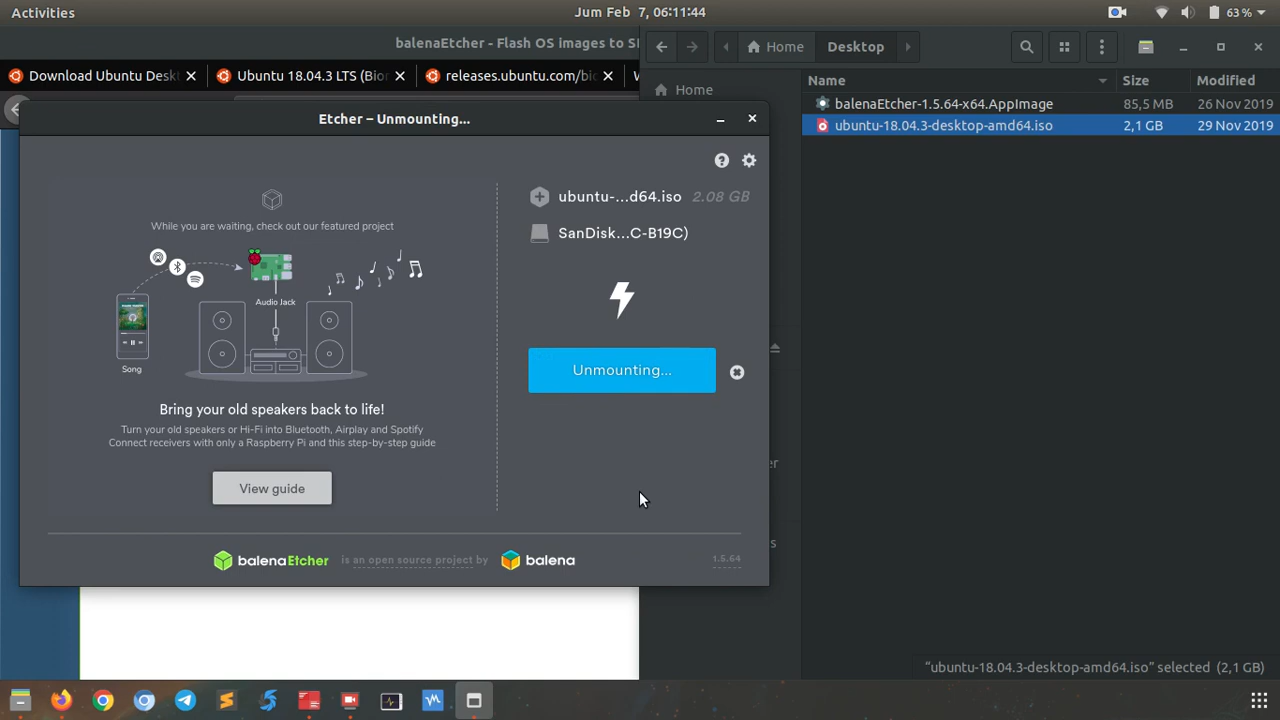 Activities
Jum Feb 7, 06:11:44
63 %
balenaEtcher - Flash OS images to S
Home
Desktop
Download Ubuntu Deskt
Ubuntu 18.04.3 LTS (Bior
releases.ubuntu.com/bio
W
Home
Name
Size
Modified
balenaEtcher-1.5.64-x64.AppImage
85,5 MB
26 Nov 2019
ubuntu-18.04.3-desktop-amd64.iso
2,1 GB
29 Nov 2019
Etcher – Unmounting...
While you are waiting, check out our featured project
Audio Jack
Song
Bring your old speakers back to life!
Turn your old speakers or Hi-Fi into Bluetooth, Airplay and Spotify
Connect receivers with only a Raspberry Pi and this step-by-step guide
View guide
ubuntu-...d64.iso 2.08 GB
SanDisk...C-B19C)
Unmounting...
er
s
balenaEtcher is an open source project by balena
1.5.64
“ubuntu-18.04.3-desktop-amd64.iso” selected (2,1 GB)